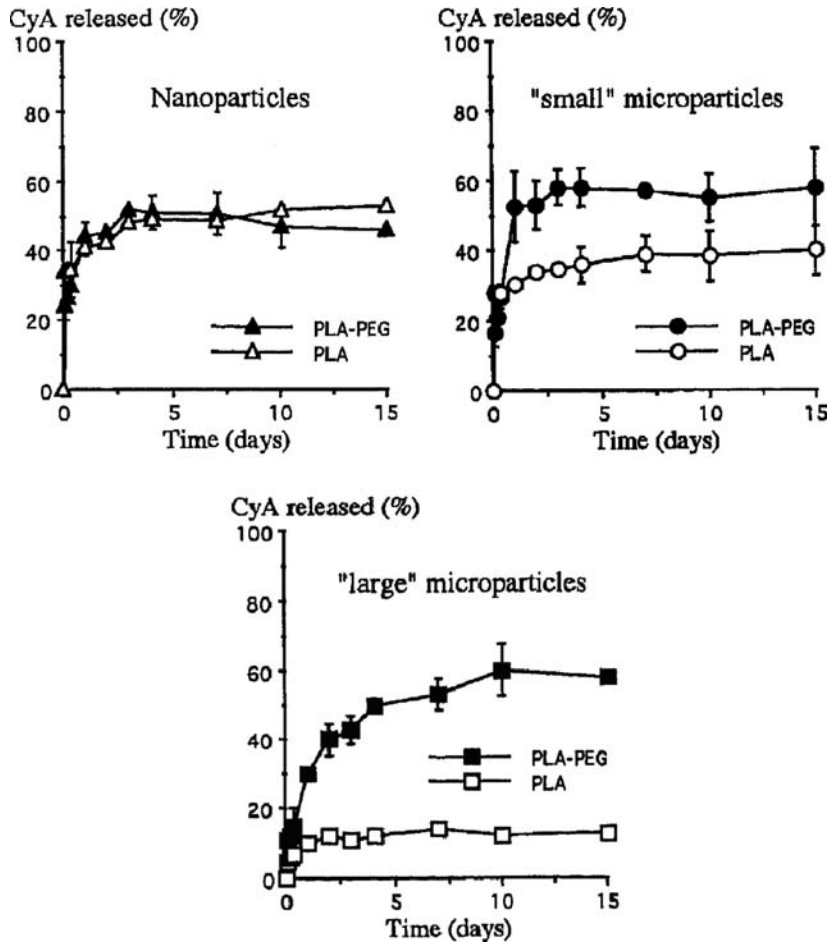 CyA released (%)
100
80
60
40
20
0
Nanoparticles
PLA-PEG
PLA
0 5 10 15
Time (days)
CyA released (%)
100
80
60
40
20
0
"small" microparticles
PLA-PEG
PLA
0 5 10 15
Time (days)
CyA released (%)
100
80
60
40
20
0
"large" microparticles
PLA-PEG
PLA
0 5 10 15
Time (days)